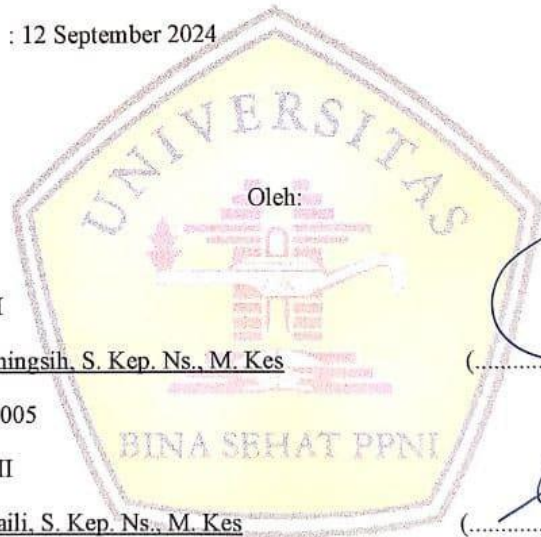 : 12 September 2024
UNIVERSITAS
Oleh:
I
ningsih, S. Kep. Ns., M. Kes (..........
005
BINA SEHAT PPNI
II
aili, S. Kep. Ns., M. Kes (..........